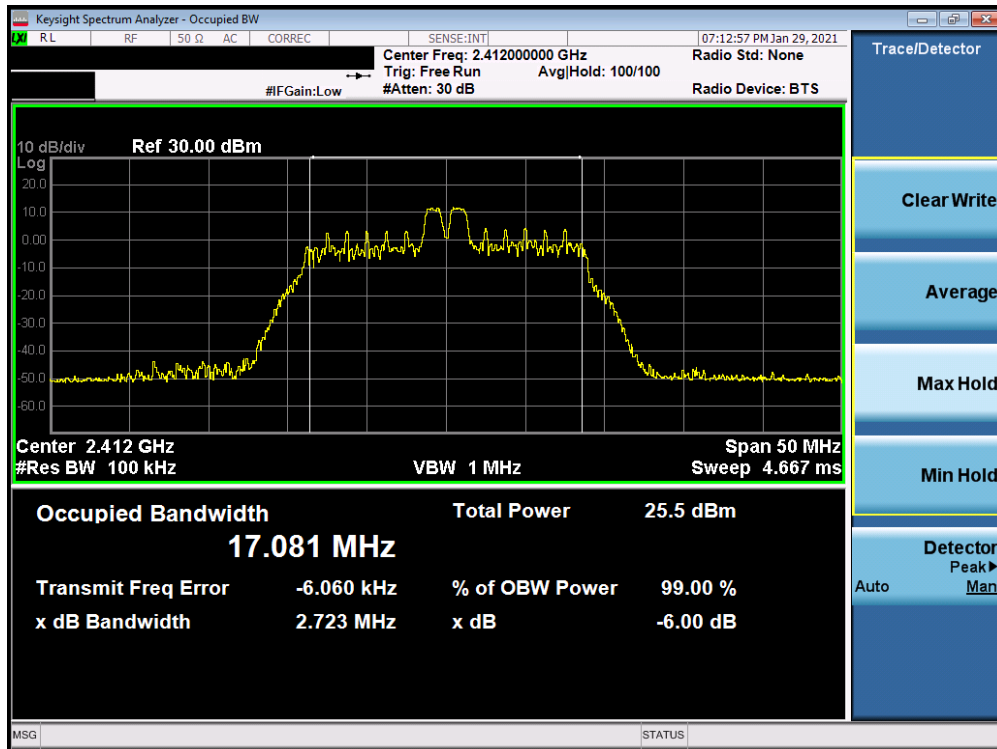 Keysight Spectrum Analyzer - Occupied BW
LXI RL RF 50 Ω AC CORREC SENSE:INT 07:12:57 PM Jan 29, 2021
Center Freq: 2.412000000 GHz Radio Std: None
Trig: Free Run Avg|Hold: 100/100
#IFGain:Low #Atten: 30 dB Radio Device: BTS
10 dB/div Ref 30.00 dBm
Log
20.0
10.0
0.00
-10.0
-20.0
-30.0
-40.0
-50.0
-60.0
Center 2.412 GHz Span 50 MHz
#Res BW 100 kHz VBW 1 MHz Sweep 4.667 ms
Occupied Bandwidth Total Power 25.5 dBm
17.081 MHz
Transmit Freq Error -6.060 kHz % of OBW Power 99.00 %
x dB Bandwidth 2.723 MHz x dB -6.00 dB
MSG STATUS
Trace/Detector
Clear Write
Average
Max Hold
Min Hold
Detector
Peak▶
Auto Man